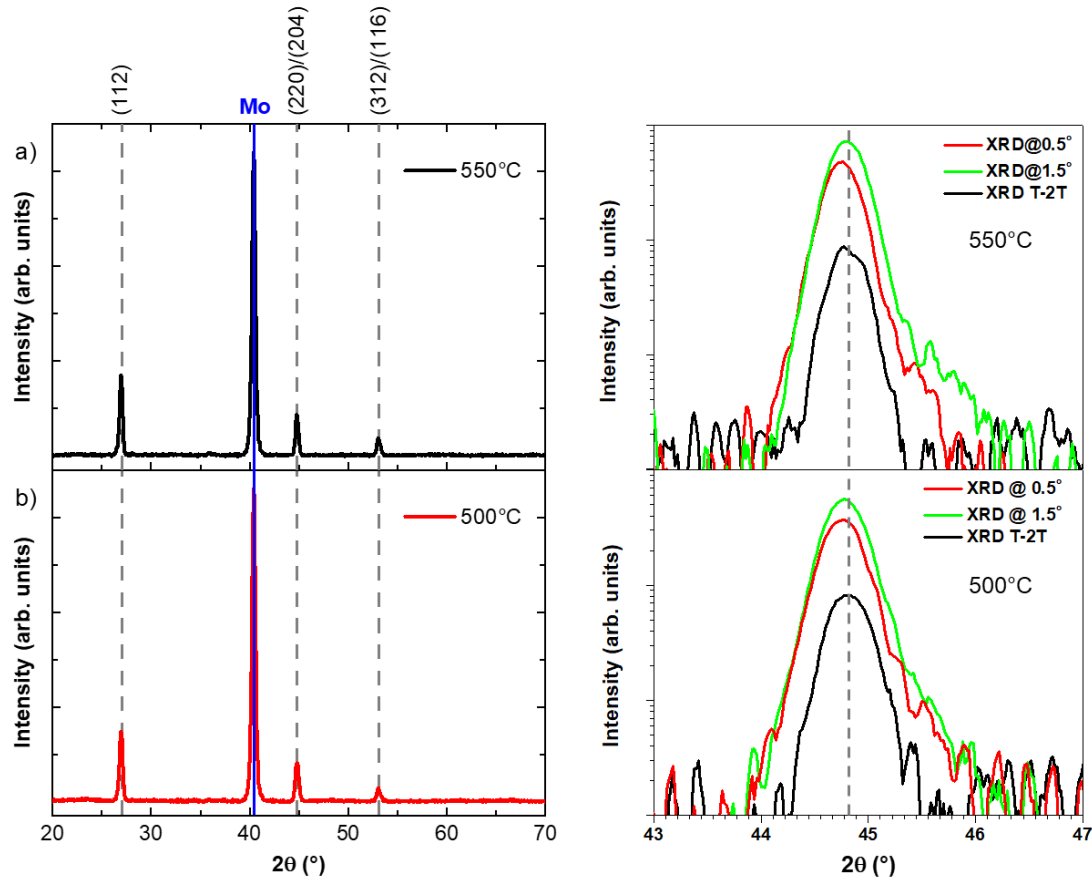 (112)
Mo
(220)/(204)
(312)/(116)
a)
550°C
Intensity (arb. units)
b)
500°C
Intensity (arb. units)
20 30 40 50 60 70
2θ (°)
XRD@0.5°
XRD@1.5°
XRD T-2T
550°C
Intensity (arb. units)
XRD @ 0.5°
XRD @ 1.5°
XRD T-2T
500°C
Intensity (arb. units)
43 44 45 46 47
2θ (°)